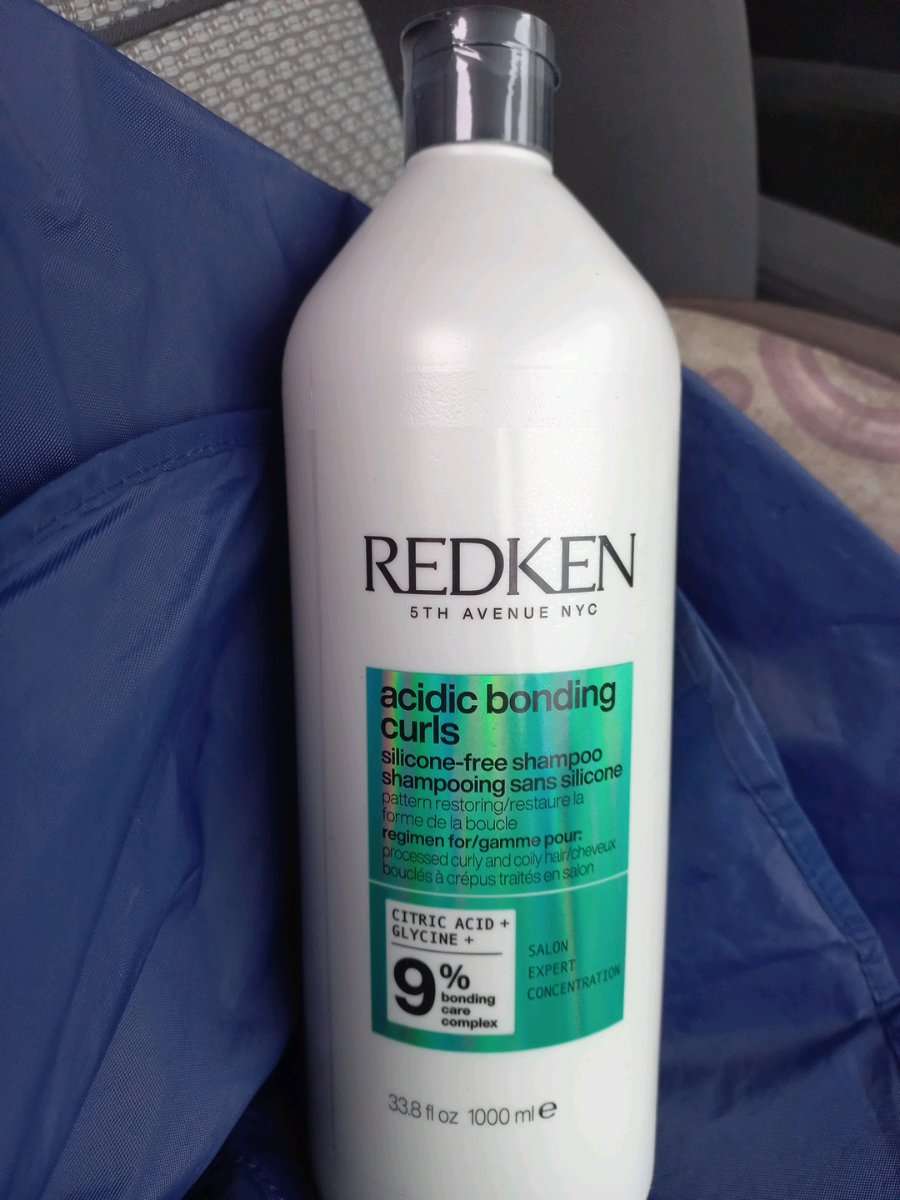 REDKEN
5TH AVENUE NYC
acidic bonding
curls
silicone-free shampoo
shampooing sans silicone
pattern restoring/restaure la
forme de la boucle
regimen for/gamme pour:
processed curly and coily hair/cheveux
bouclés à crépus traités en salon
CITRIC ACID +
GLYCINE +
9%
bonding
care
complex
SALON
EXPERT
CONCENTRATION
33.8 fl oz 1000 ml ℮